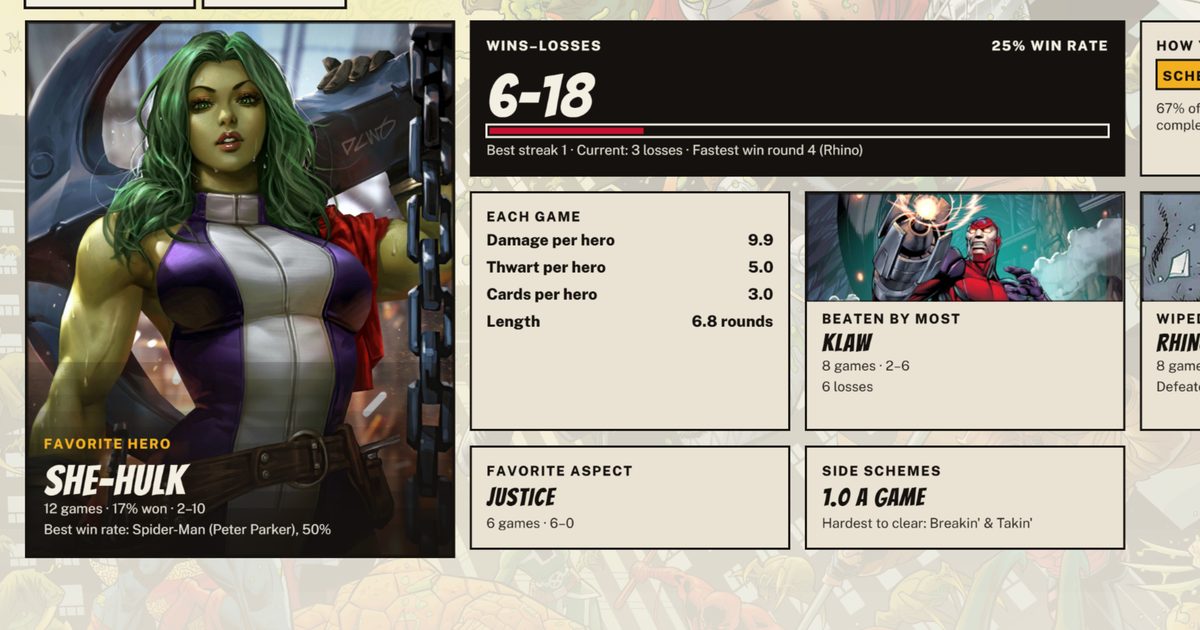 FAVORITE HERO
SHE-HULK
12 games · 17% won · 2–10
Best win rate: Spider-Man (Peter Parker), 50%
WINS–LOSSES
25% WIN RATE
6–18
Best streak 1 · Current: 3 losses · Fastest win round 4 (Rhino)
EACH GAME
Damage per hero 9.9
Thwart per hero 5.0
Cards per hero 3.0
Length 6.8 rounds
BEATEN BY MOST
KLAW
8 games · 2–6
6 losses
FAVORITE ASPECT
JUSTICE
6 games · 6–0
SIDE SCHEMES
1.0 A GAME
Hardest to clear: Breakin' & Takin'
HOW
67% of
8 game